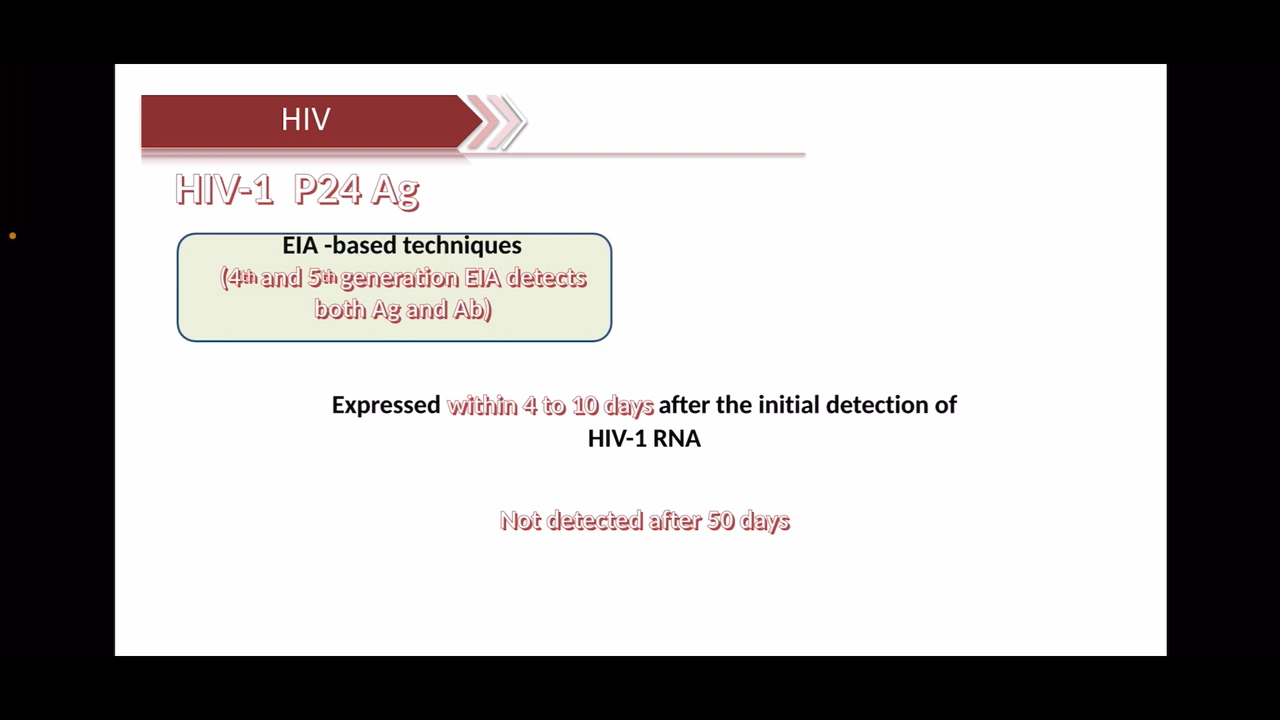 HIV
HIV-1 P24 Ag
EIA -based techniques
(4th and 5th generation EIA detects
both Ag and Ab)
Expressed within 4 to 10 days after the initial detection of
HIV-1 RNA
Not detected after 50 days